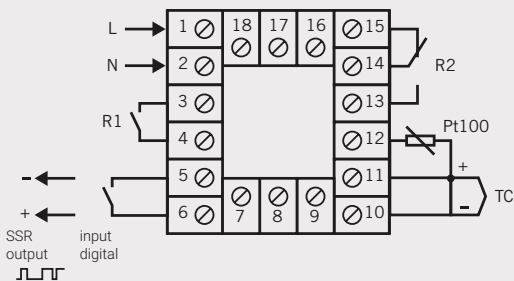 L 1 18 17 16 15
N 2 14 R2
3 13
R1 4 12 Pt100
- 5 11 + TC
+ 6 7 8 9 10 -
SSR input
output digital